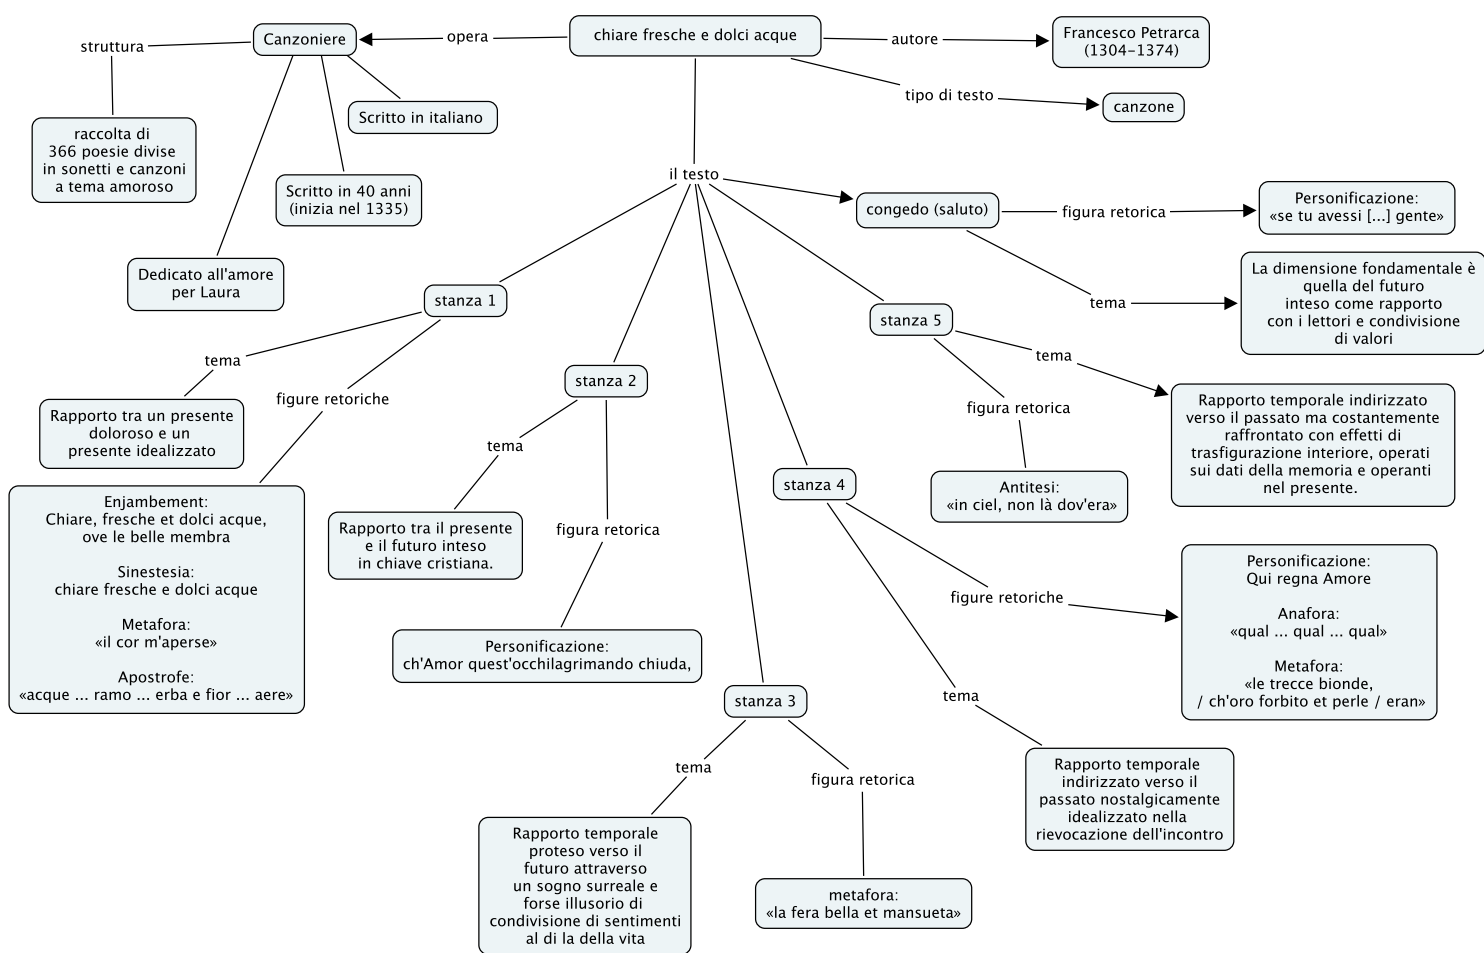 chiare fresche e dolci acque
opera
Canzoniere
struttura
raccolta di
366 poesie divise
in sonetti e canzoni
a tema amoroso
Scritto in italiano
Scritto in 40 anni
(inizia nel 1335)
Dedicato all'amore
per Laura
autore
Francesco Petrarca
(1304-1374)
tipo di testo
canzone
il testo
congedo (saluto)
figura retorica
Personificazione:
«se tu avessi [...] gente»
tema
La dimensione fondamentale è
quella del futuro
inteso come rapporto
con i lettori e condivisione
di valori
stanza 1
tema
Rapporto tra un presente
doloroso e un
presente idealizzato
figure retoriche
Enjambement:
Chiare, fresche et dolci acque,
ove le belle membra
Sinestesia:
chiare fresche e dolci acque
Metafora:
«il cor m'aperse»
Apostrofe:
«acque ... ramo ... erba e fior ... aere»
stanza 2
tema
Rapporto tra il presente
e il futuro inteso
in chiave cristiana.
figura retorica
Personificazione:
ch'Amor quest'occhilagrimando chiuda,
stanza 3
tema
Rapporto temporale
proteso verso il
futuro attraverso
un sogno surreale e
forse illusorio di
condivisione di sentimenti
al di la della vita
figura retorica
metafora:
«la fera bella et mansueta»
stanza 4
figure retoriche
Personificazione:
Qui regna Amore
Anafora:
«qual ... qual ... qual»
Metafora:
«le trecce bionde,
/ ch'oro forbito et perle / eran»
tema
Rapporto temporale
indirizzato verso il
passato nostalgicamente
idealizzato nella
rievocazione dell'incontro
stanza 5
figura retorica
Antitesi:
«in ciel, non là dov'era»
tema
Rapporto temporale indirizzato
verso il passato ma costantemente
raffrontato con effetti di
trasfigurazione interiore, operati
sui dati della memoria e operanti
nel presente.